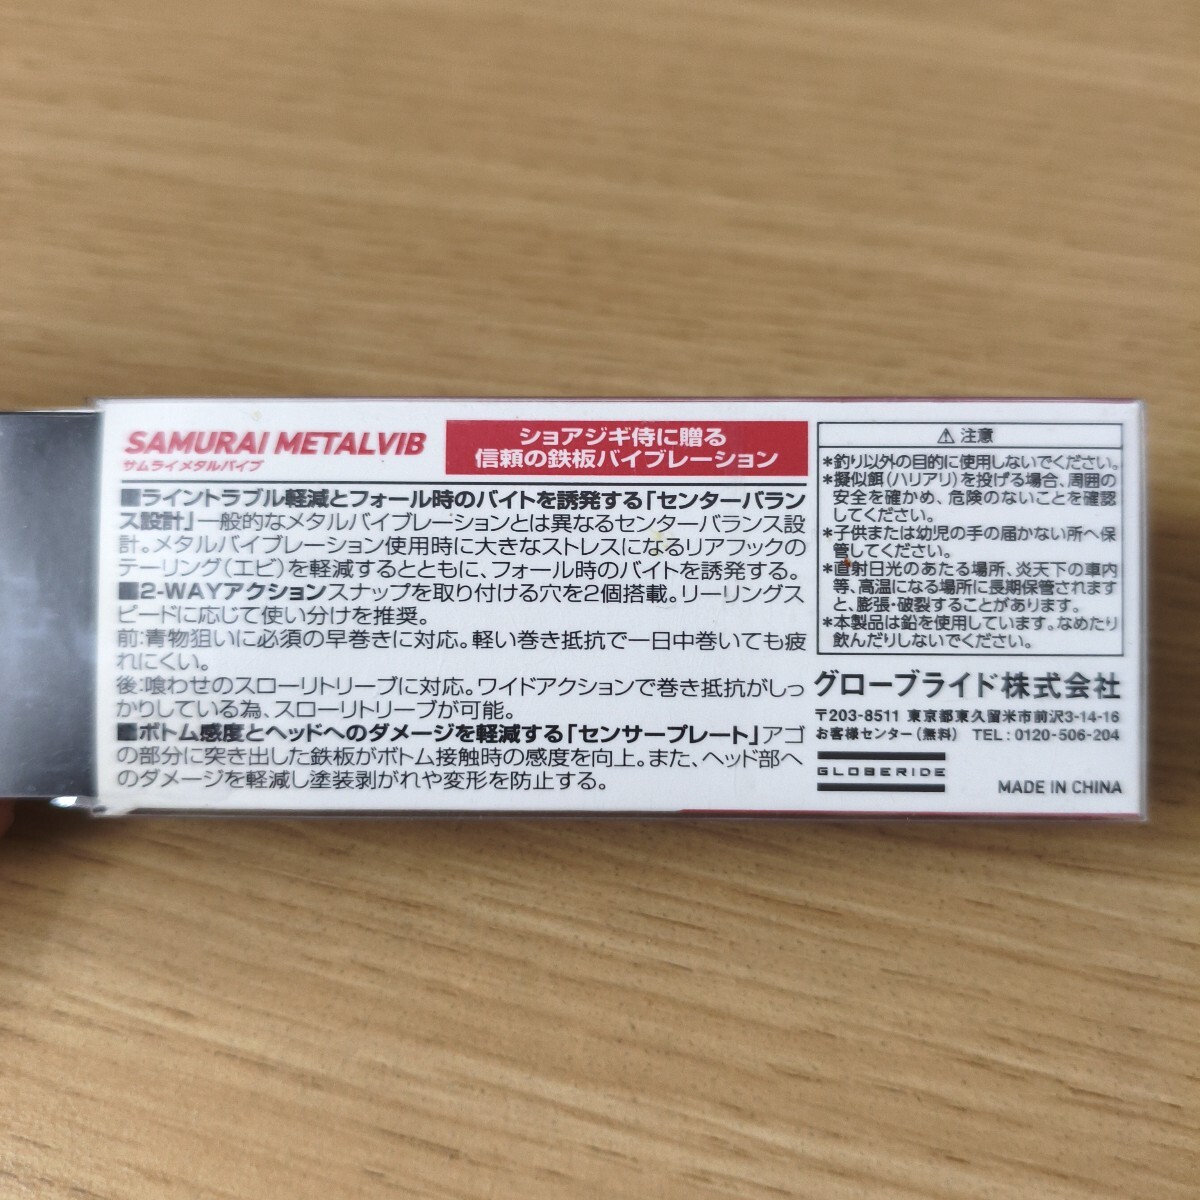 SAMURAI METALVIB
サムライメタルバイブ
ショアジギ侍に贈る
信頼の鉄板バイブレーション
■ライントラブル軽減とフォール時のバイトを誘発する「センターバラン
ス設計」一般的なメタルバイブレーションとは異なるセンターバランス設
計。メタルバイブレーション使用時に大きなストレスになるリアフックの
テーリング(エビ)を軽減するとともに、フォール時のバイトを誘発する。
■2-WAYアクションスナップを取り付ける穴を2個搭載。リーリングス
ピードに応じて使い分けを推奨。
前:青物狙いに必須の早巻きに対応。軽い巻き抵抗で一日中巻いても疲
れにくい。
後:喰わせのスローリトリーブに対応。ワイドアクションで巻き抵抗がしっ
かりしている為、スローリトリーブが可能。
■ボトム感度とヘッドへのダメージを軽減する「センサープレート」アゴ
の部分に突き出した鉄板がボトム接触時の感度を向上。また、ヘッド部へ
のダメージを軽減し塗装剥がれや変形を防止する。
⚠注意
*釣り以外の目的に使用しないでください。
*擬似餌(ハリアリ)を投げる場合、周囲の
安全を確かめ、危険のないことを確認
してください。
*子供または幼児の手の届かない所へ保
管してください。
*直射日光のあたる場所、炎天下の車内
等、高温になる場所に長期保管されます
と、膨張・破裂することがあります。
*本製品は鉛を使用しています。なめたり
飲んだりしないでください。
グローブライド株式会社
〒203-8511 東京都東久留米市前沢3-14-16
お客様センター(無料) TEL:0120-506-204
GLOBERIDE
MADE IN CHINA